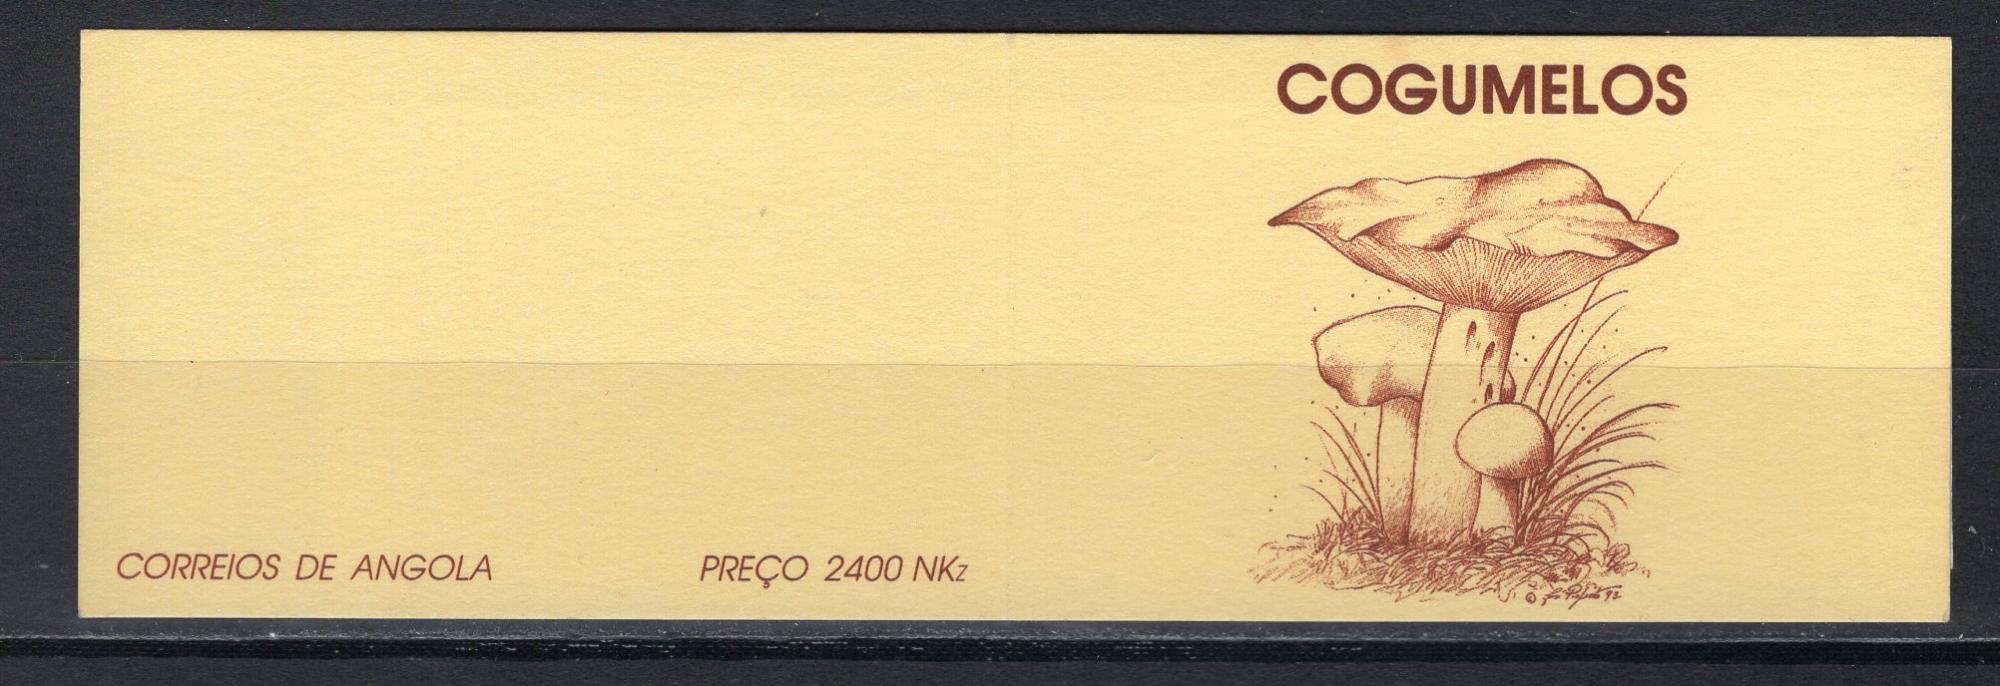 COGUMELOS
CORREIOS DE ANGOLA
PREÇO 2400 NKz